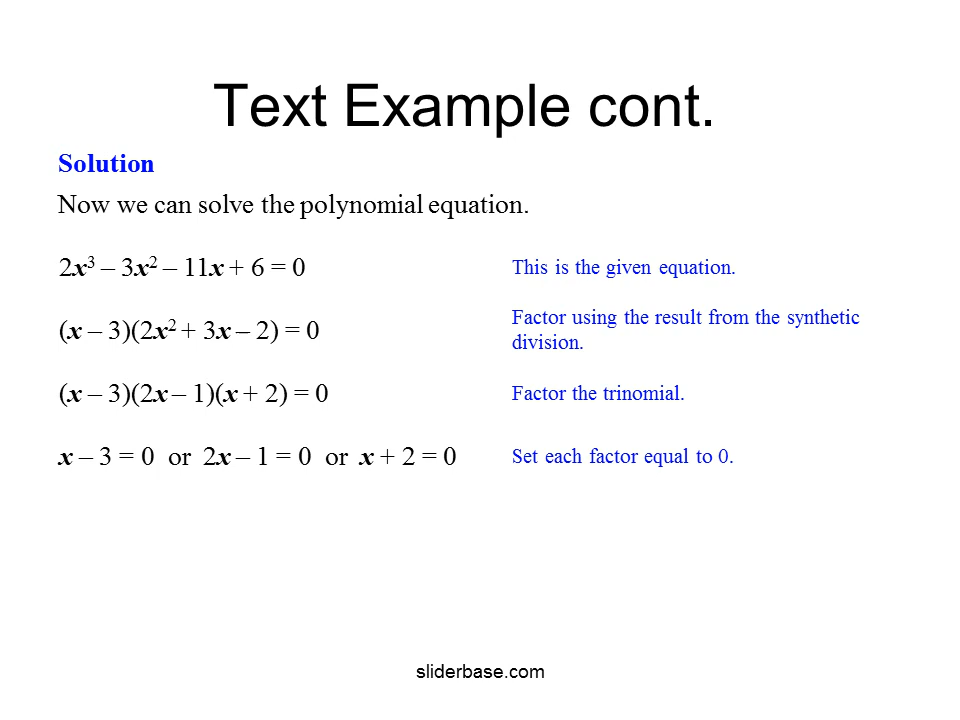 Text Example cont.
Solution
Now we can solve the polynomial equation.
2x³ – 3x² – 11x + 6 = 0 This is the given equation.
(x – 3)(2x² + 3x – 2) = 0 Factor using the result from the synthetic
division.
(x – 3)(2x – 1)(x + 2) = 0 Factor the trinomial.
x – 3 = 0 or 2x – 1 = 0 or x + 2 = 0 Set each factor equal to 0.
sliderbase.com